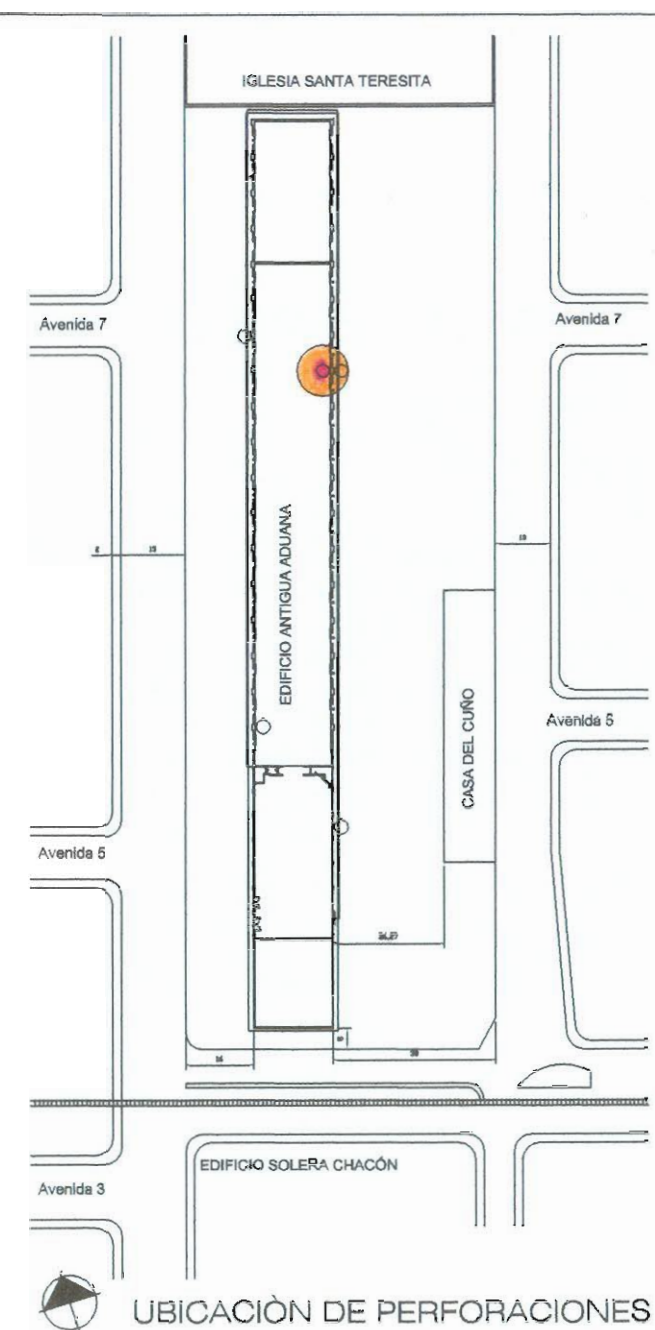 IGLESIA SANTA TERESITA
Avenida 7
Avenida 7
EDIFICIO ANTIGUA ADUANA
13
CASA DEL CUÑO
Avenida 5
Avenida 5
EDIFICIO SOLERA CHACÓN
Avenida 3
UBICACIÒN DE PERFORACIONES